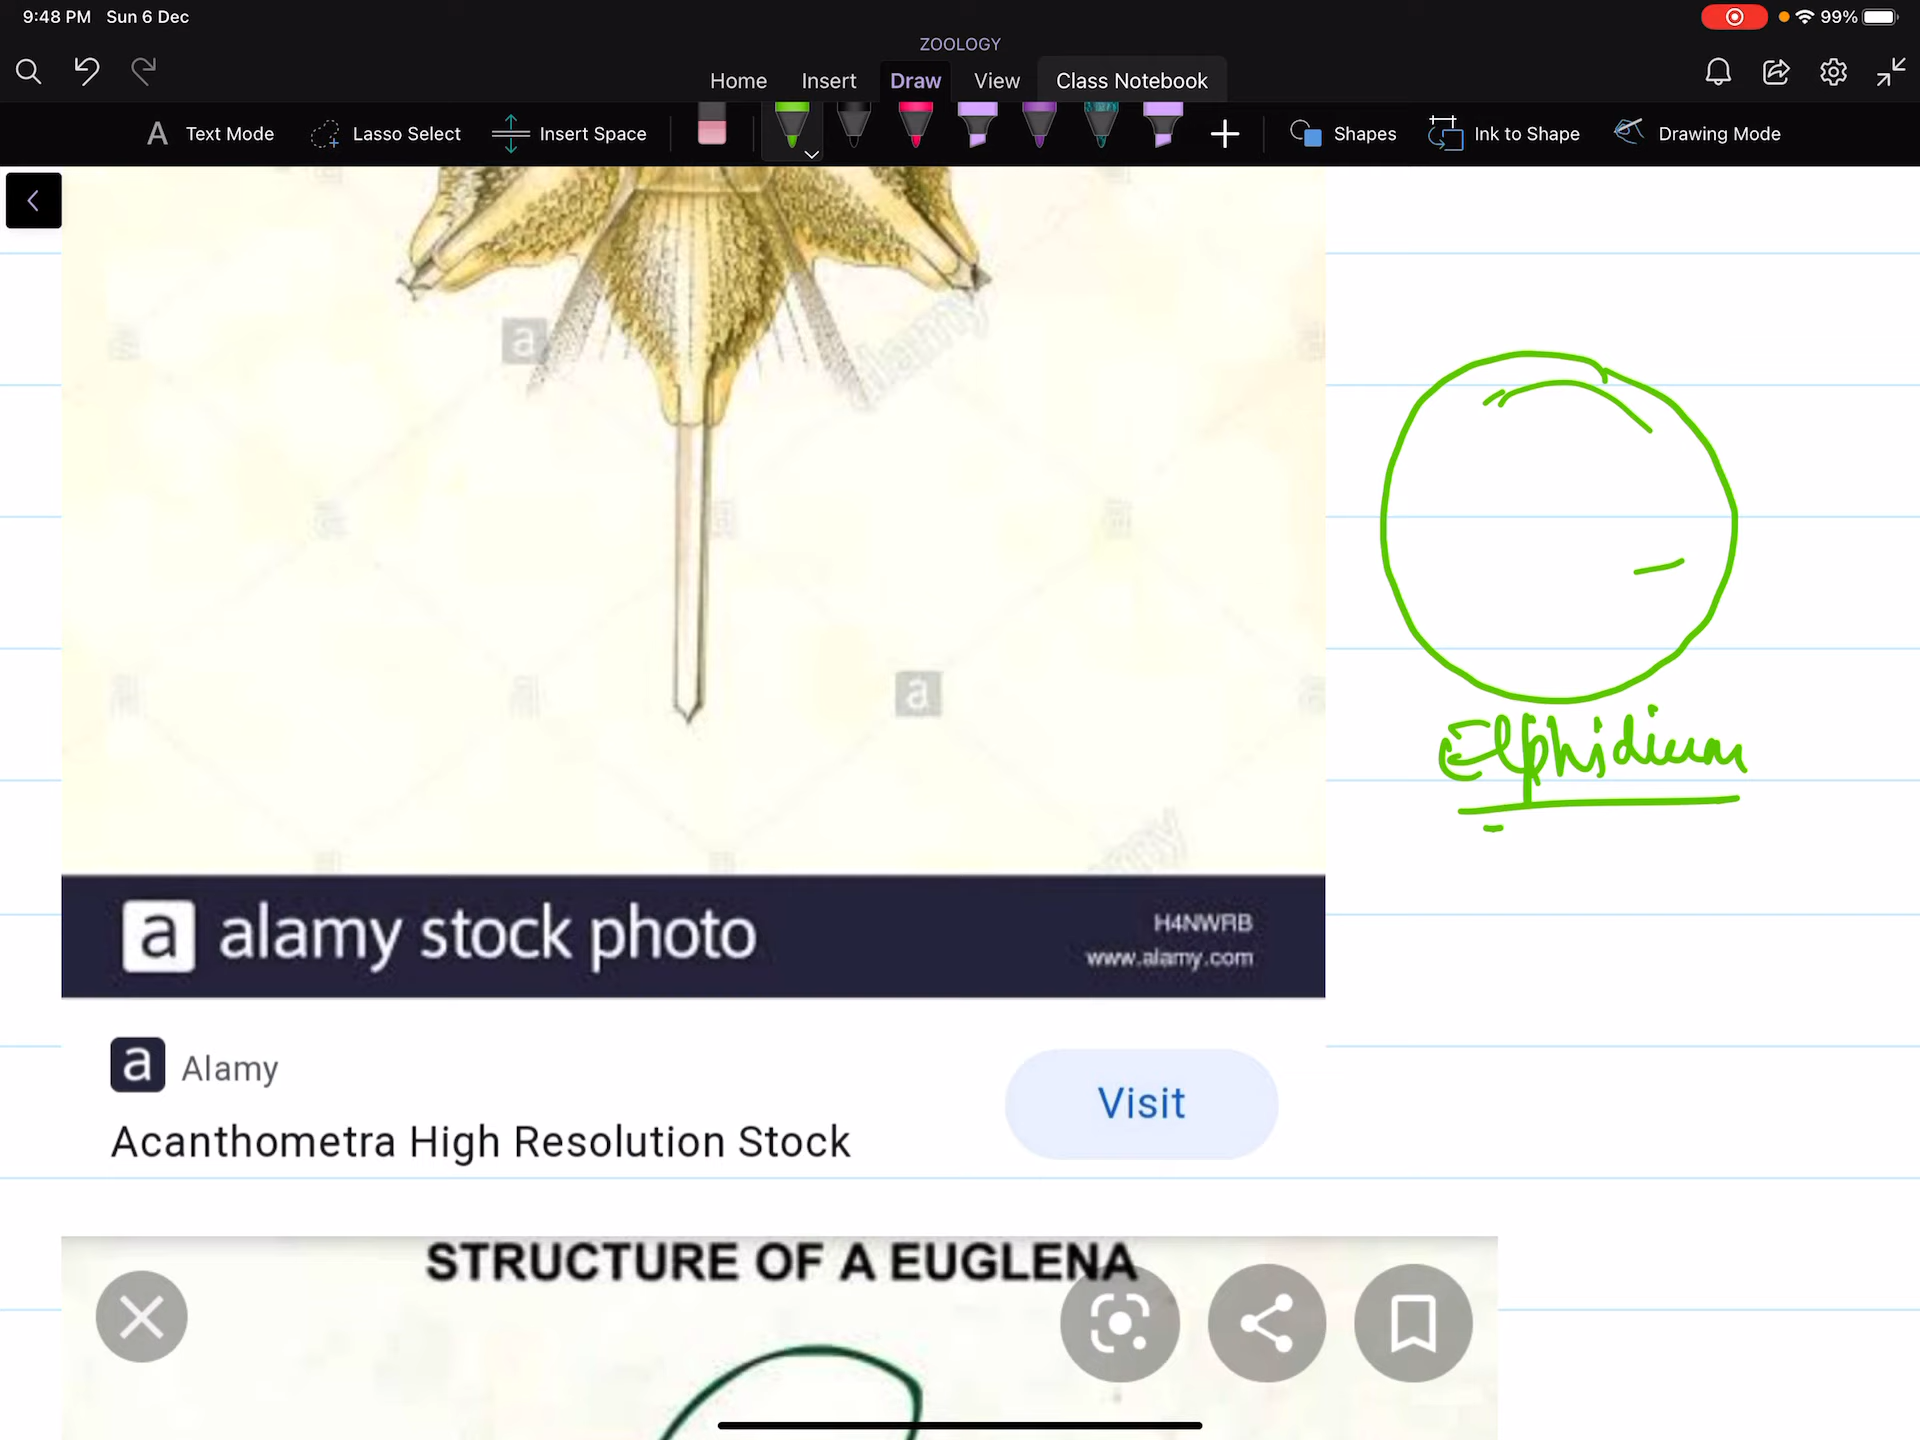 9:48 PM Sun 6 Dec
99%
ZOOLOGY
Home Insert Draw View Class Notebook
A Text Mode Lasso Select Insert Space Shapes Ink to Shape Drawing Mode
a
alamy
a
Elphidium
a alamy stock photo
H4NWRB
www.alamy.com
a Alamy
Visit
Acanthometra High Resolution Stock
STRUCTURE OF A EUGLENA